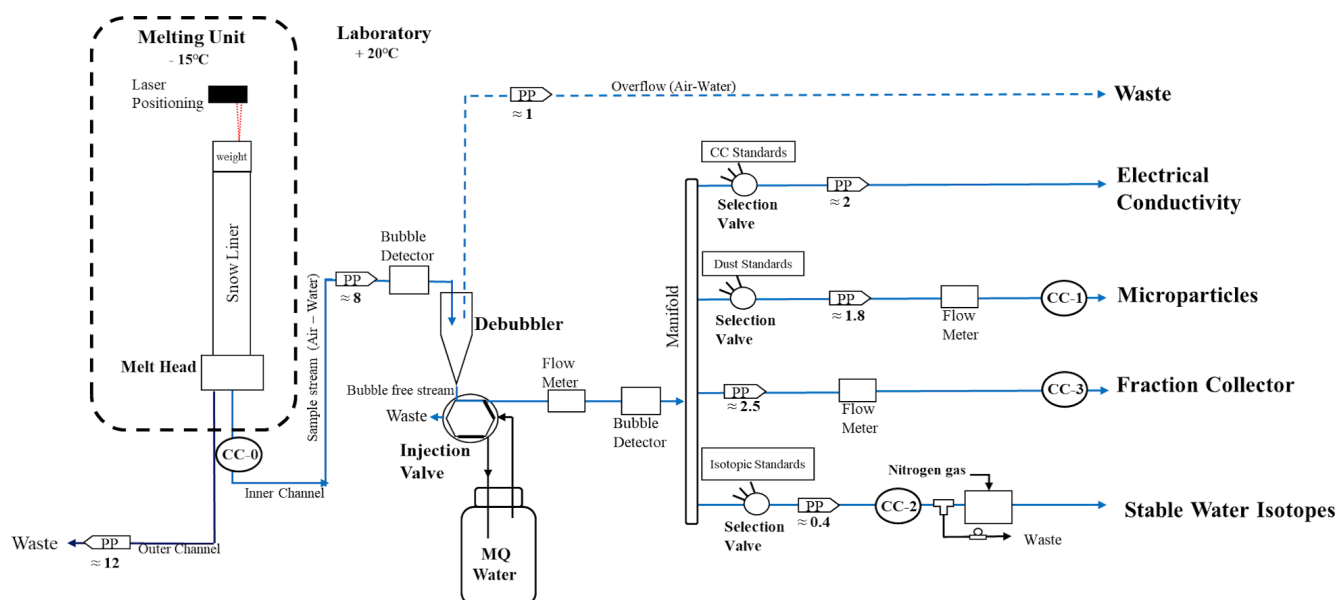 Melting Unit
- 15°C
Laboratory
+ 20°C
Laser
Positioning
weight
Snow Liner
Melt Head
CC-0
Inner Channel
Outer Channel
Waste
PP
≈ 12
Sample stream (Air – Water)
PP
≈ 8
Bubble
Detector
Debubbler
PP
≈ 1
Overflow (Air-Water)
Waste
Bubble free stream
Waste
Injection
Valve
MQ
Water
Flow
Meter
Bubble
Detector
Manifold
CC Standards
Selection
Valve
PP
≈ 2
Electrical
Conductivity
Dust Standards
Selection
Valve
PP
≈ 1.8
Flow
Meter
CC-1
Microparticles
PP
≈ 2.5
Flow
Meter
CC-3
Fraction Collector
Isotopic Standards
Selection
Valve
PP
≈ 0.4
CC-2
Nitrogen gas
Waste
Stable Water Isotopes